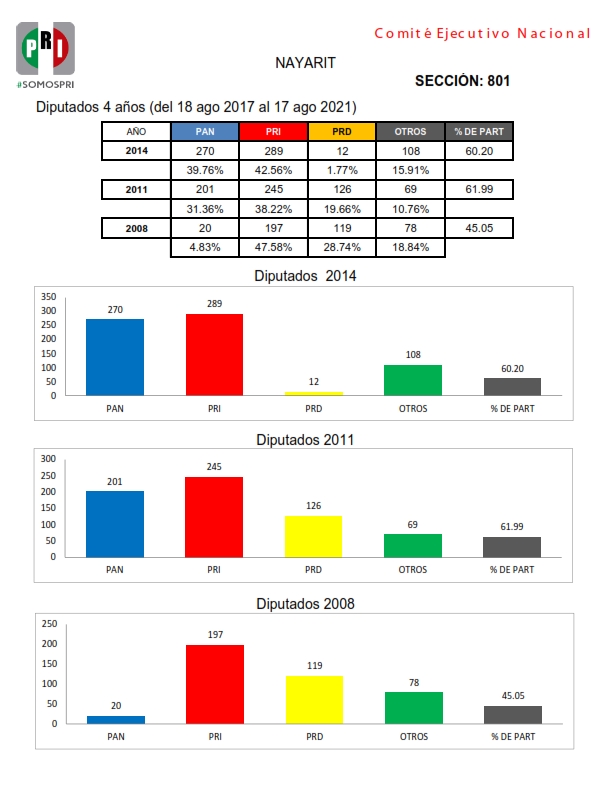 Comité Ejecutivo Nacional
PRI
#SOMOSPRI
NAYARIT
SECCIÓN: 801
Diputados 4 años (del 18 ago 2017 al 17 ago 2021)
AÑO PAN PRI PRD OTROS % DE PART
2014 270 289 12 108 60.20
39.76% 42.56% 1.77% 15.91%
2011 201 245 126 69 61.99
31.36% 38.22% 19.66% 10.76%
2008 20 197 119 78 45.05
4.83% 47.58% 28.74% 18.84%
Diputados 2014
350
300
250
200
150
100
50
0
270 289 12 108 60.20
PAN PRI PRD OTROS % DE PART
Diputados 2011
300
250
200
150
100
50
0
201 245 126 69 61.99
PAN PRI PRD OTROS % DE PART
Diputados 2008
250
200
150
100
50
0
20 197 119 78 45.05
PAN PRI PRD OTROS % DE PART